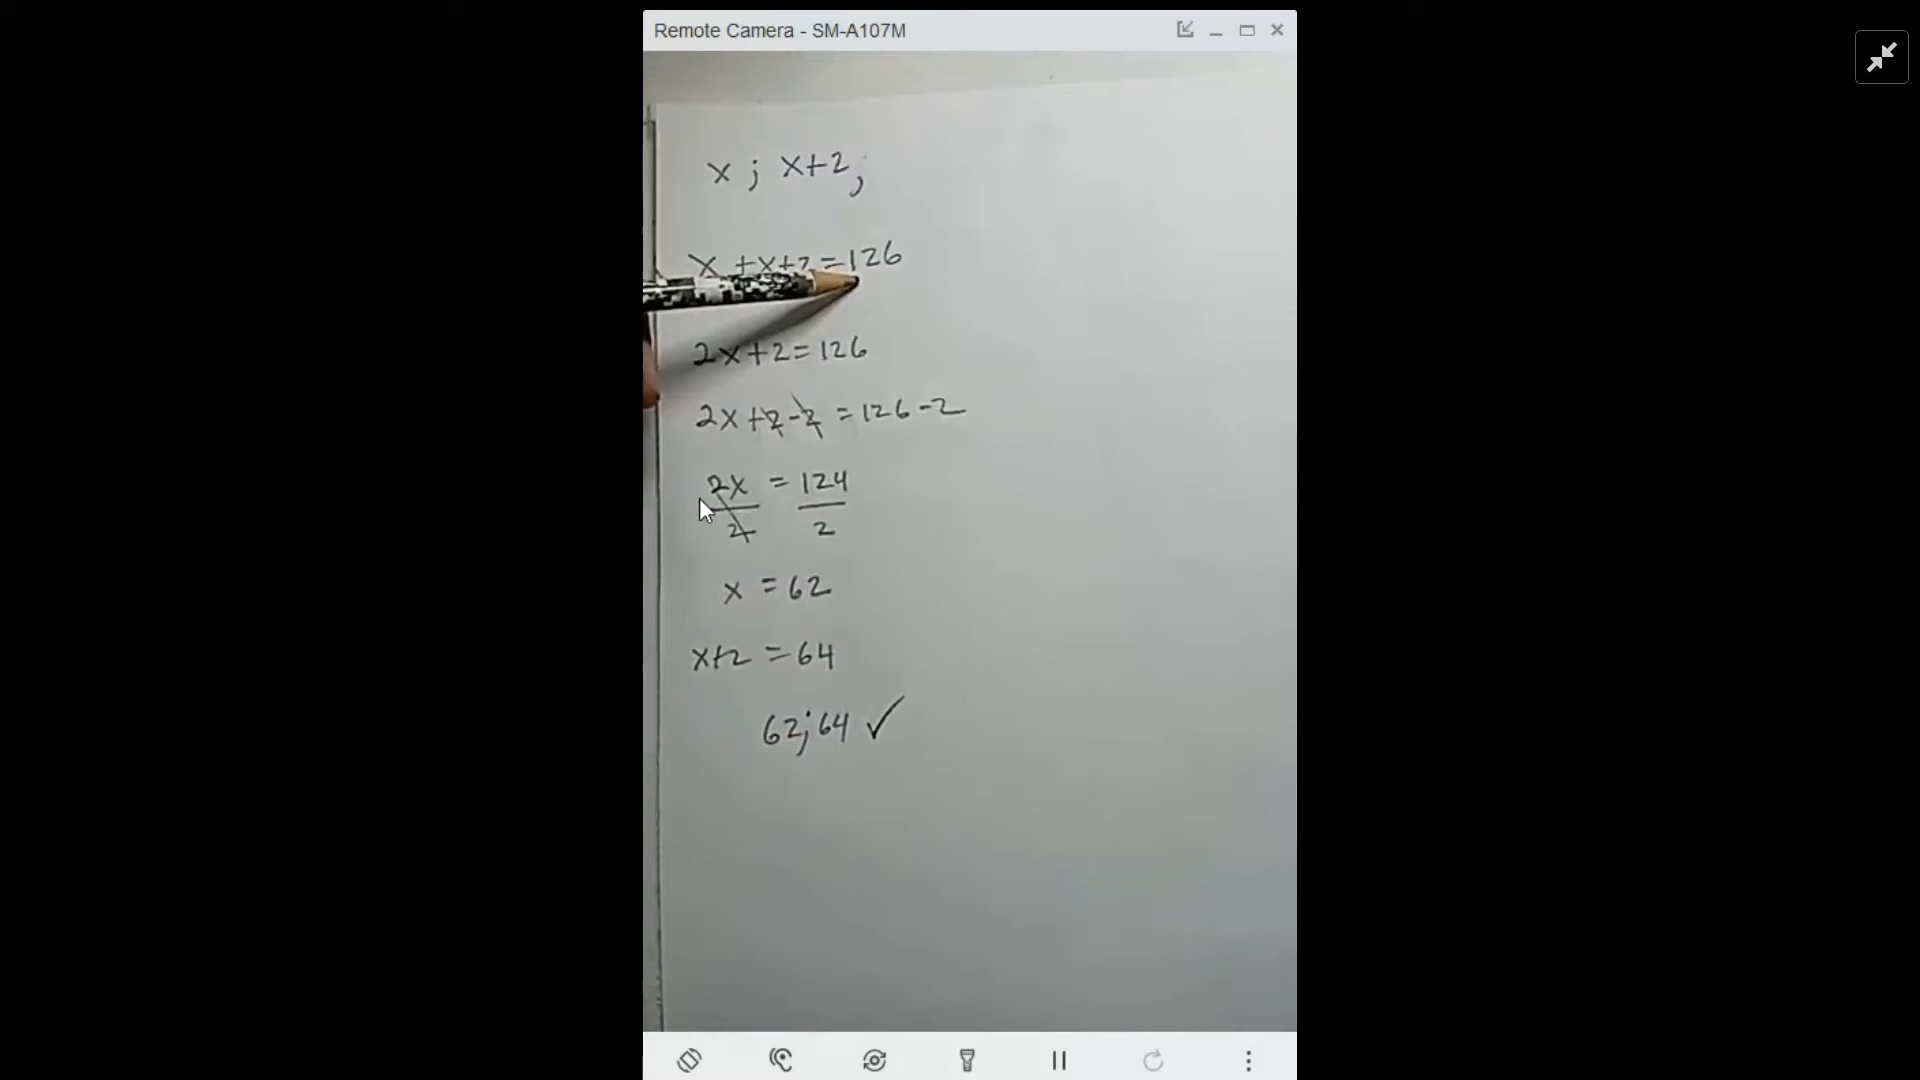 Remote Camera - SM-A107M
x ; x+2;
x +x+2=126
2x+2=126
2x+2-2 =126-2
2x = 124
2 2
x = 62
x+2 = 64
62;64 ✓